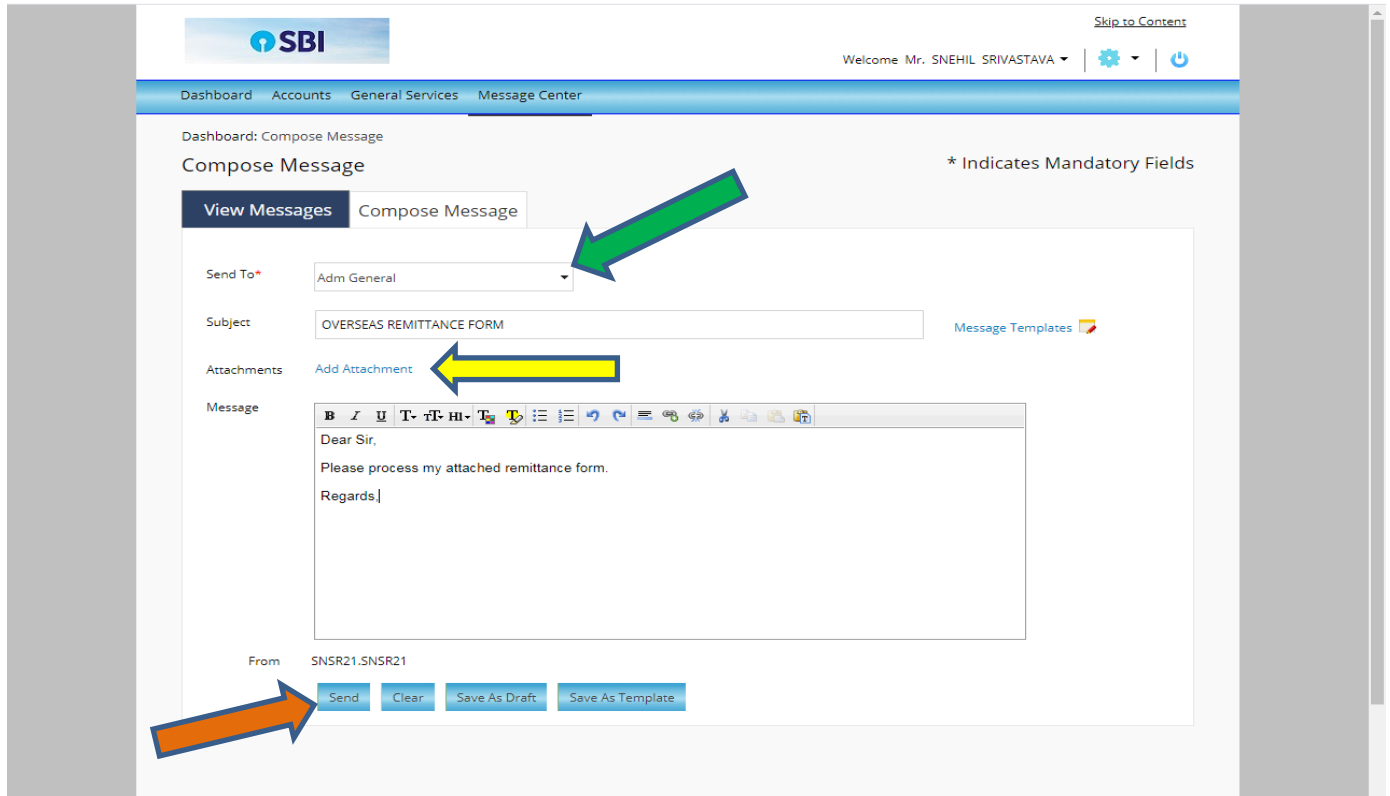 Skip to Content
SBI
Welcome Mr. SNEHIL SRIVASTAVA
Dashboard Accounts General Services Message Center
Dashboard: Compose Message
Compose Message
* Indicates Mandatory Fields
View Messages Compose Message
Send To* Adm General
Subject OVERSEAS REMITTANCE FORM Message Templates
Attachments Add Attachment
Message
B I U T T H1 T T
Dear Sir,
Please process my attached remittance form.
Regards,
From SNSR21.SNSR21
Send Clear Save As Draft Save As Template